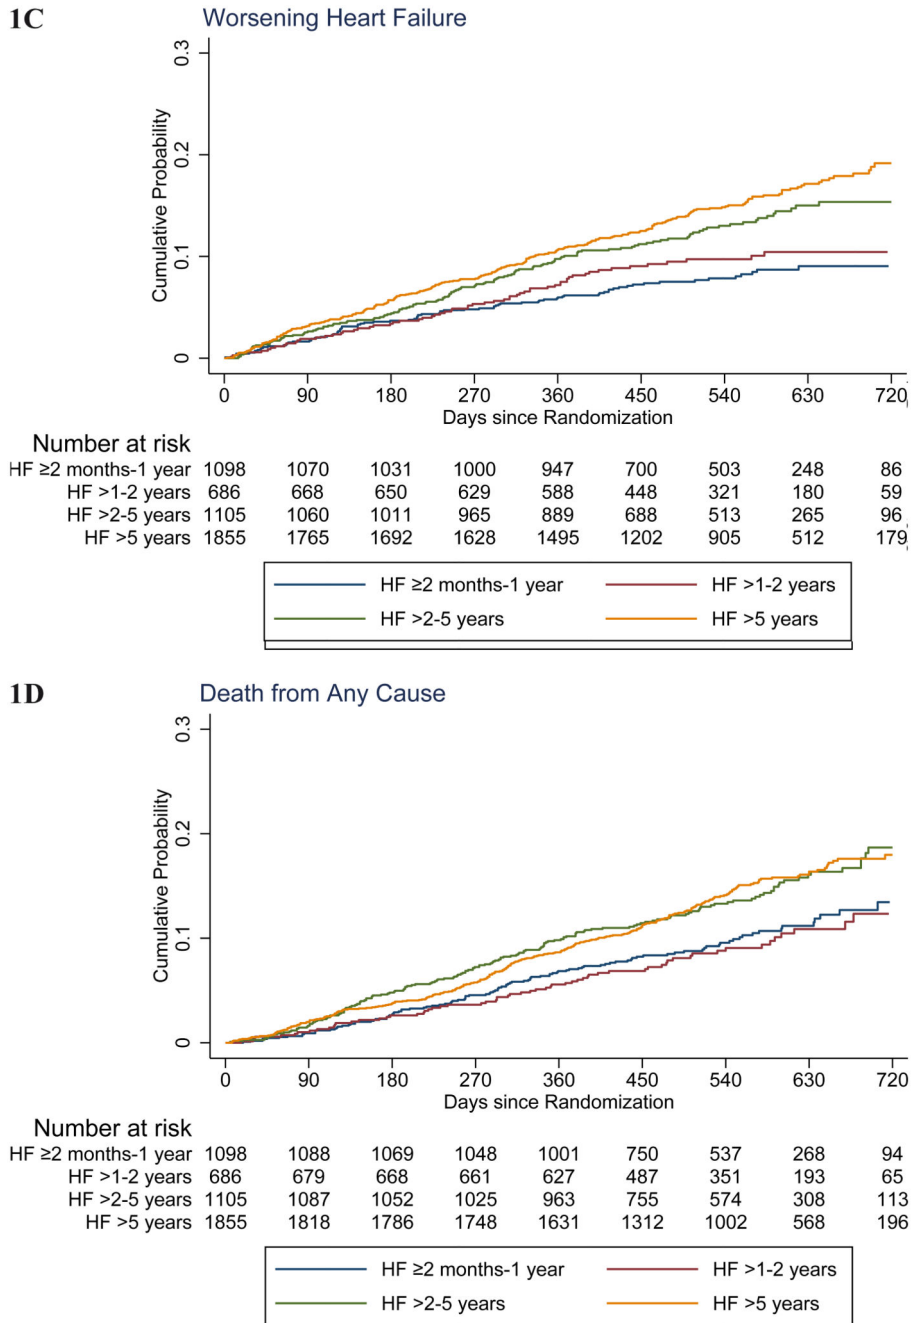 1C
Worsening Heart Failure
Cumulative Probability
0.3
0.2
0.1
0
0 90 180 270 360 450 540 630 720
Days since Randomization
Number at risk
HF ≥2 months-1 year 1098 1070 1031 1000 947 700 503 248 86
HF >1-2 years 686 668 650 629 588 448 321 180 59
HF >2-5 years 1105 1060 1011 965 889 688 513 265 96
HF >5 years 1855 1765 1692 1628 1495 1202 905 512 179
HF ≥2 months-1 year HF >1-2 years
HF >2-5 years HF >5 years
1D
Death from Any Cause
Cumulative Probability
0.3
0.2
0.1
0
0 90 180 270 360 450 540 630 720
Days since Randomization
Number at risk
HF ≥2 months-1 year 1098 1088 1069 1048 1001 750 537 268 94
HF >1-2 years 686 679 668 661 627 487 351 193 65
HF >2-5 years 1105 1087 1052 1025 963 755 574 308 113
HF >5 years 1855 1818 1786 1748 1631 1312 1002 568 196
HF ≥2 months-1 year HF >1-2 years
HF >2-5 years HF >5 years